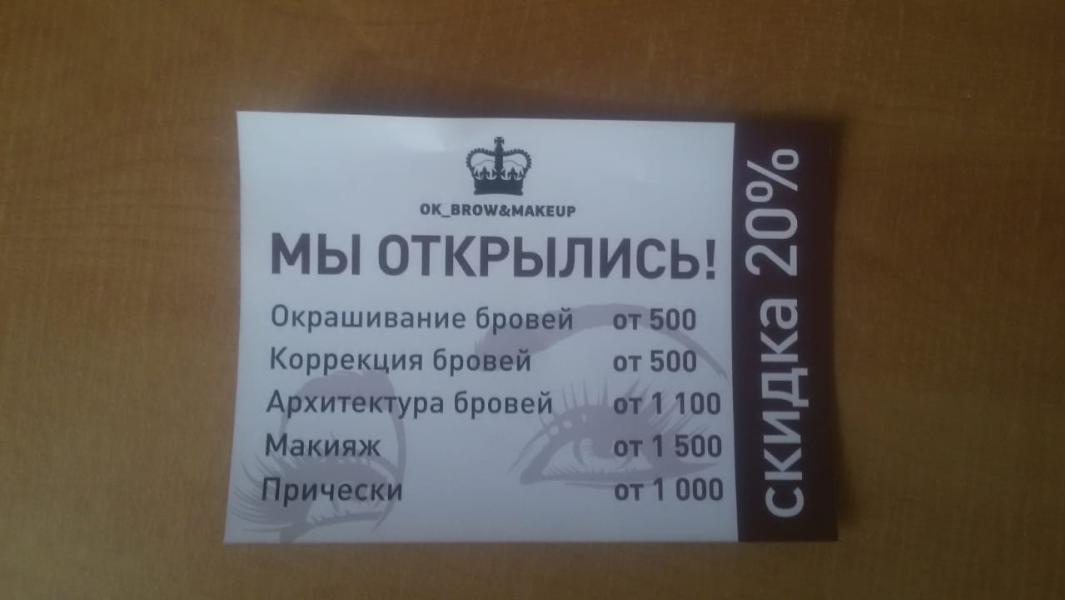 OK_BROW&MAKEUP
МЫ ОТКРЫЛИСЬ!
Окрашивание бровей от 500
Коррекция бровей от 500
Архитектура бровей от 1 100
Макияж от 1 500
Прически от 1 000
скидка 20%